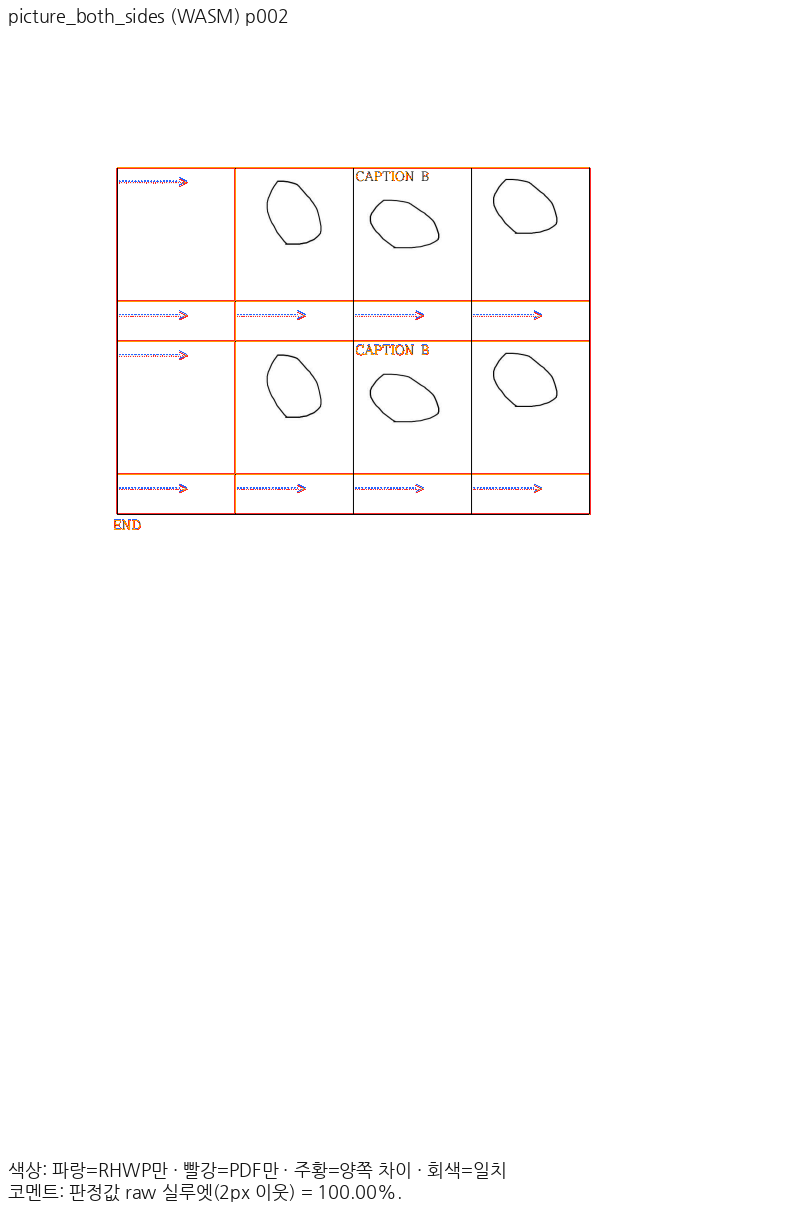 picture_both_sides (WASM) p002
CAPTION B
CAPTION B
END
색상: 파랑=RHWP만 · 빨강=PDF만 · 주황=양쪽 차이 · 회색=일치
코멘트: 판정값 raw 실루엣(2px 이웃) = 100.00%.